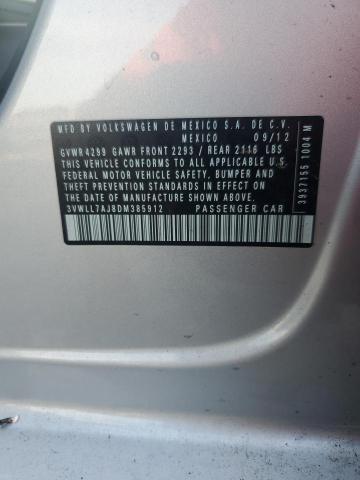 MFD. BY VOLKSWAGEN DE MEXICO S.A. DE C.V.
MEXICO 09/12
GVWR 4299 GAWR FRONT 2293 / REAR 2116 LBS
THIS VEHICLE CONFORMS TO ALL APPLICABLE U.S.
FEDERAL MOTOR VEHICLE SAFETY, BUMPER AND
THEFT PREVENTION STANDARDS IN EFFECT ON THE
DATE OF MANUFACTURE SHOWN ABOVE.
3VWLL7AJ8DM385912 PASSENGER CAR
3937155 1004 M